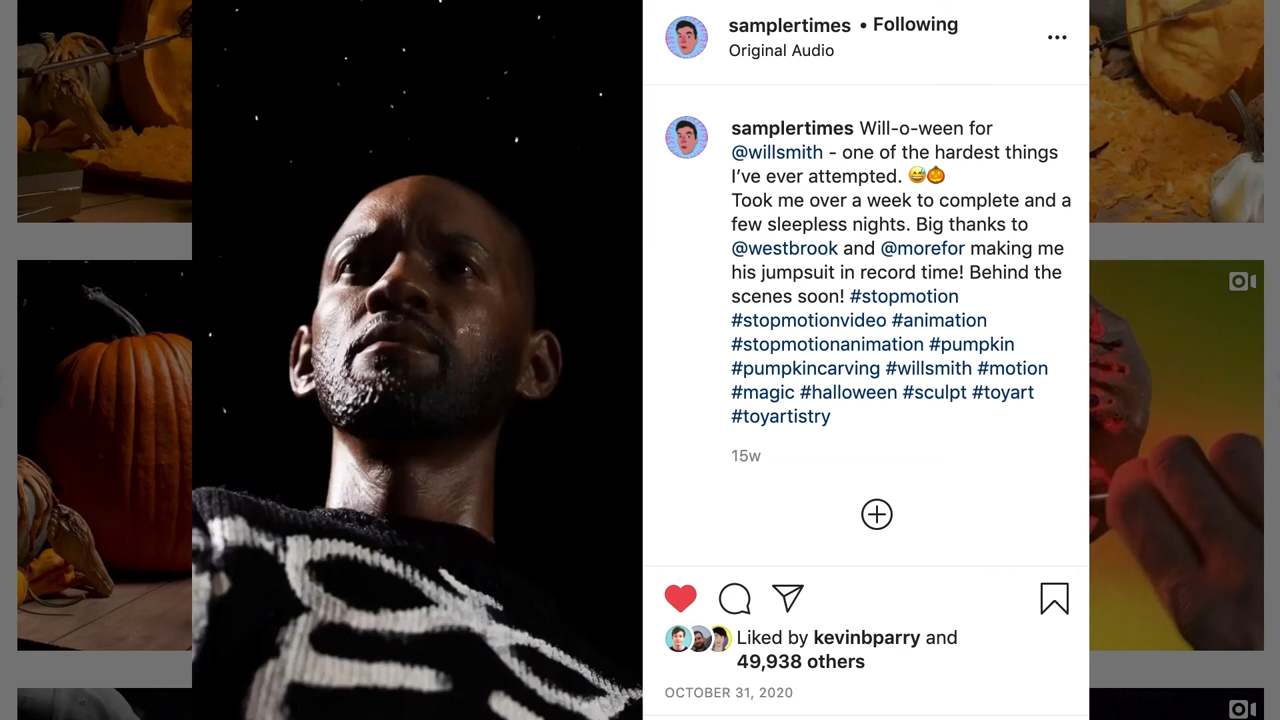 samplertimes • Following
Original Audio
samplertimes Will-o-ween for
@willsmith - one of the hardest things
I've ever attempted. 😅🎃
Took me over a week to complete and a
few sleepless nights. Big thanks to
@westbrook and @morefor making me
his jumpsuit in record time! Behind the
scenes soon! #stopmotion
#stopmotionvideo #animation
#stopmotionanimation #pumpkin
#pumpkincarving #willsmith #motion
#magic #halloween #sculpt #toyart
#toyartistry
15w
Liked by kevinbparry and
49,938 others
OCTOBER 31, 2020